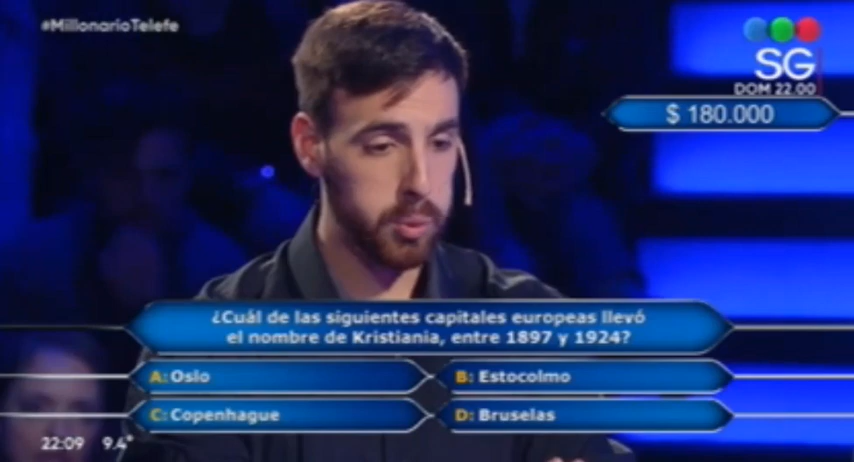 #MillonarioTelefe
SG
DOM 22.00
$ 180.000
¿Cuál de las siguientes capitales europeas llevó
el nombre de Kristiania, entre 1897 y 1924?
A: Oslo
B: Estocolmo
C: Copenhague
D: Bruselas
22:09 9.4°